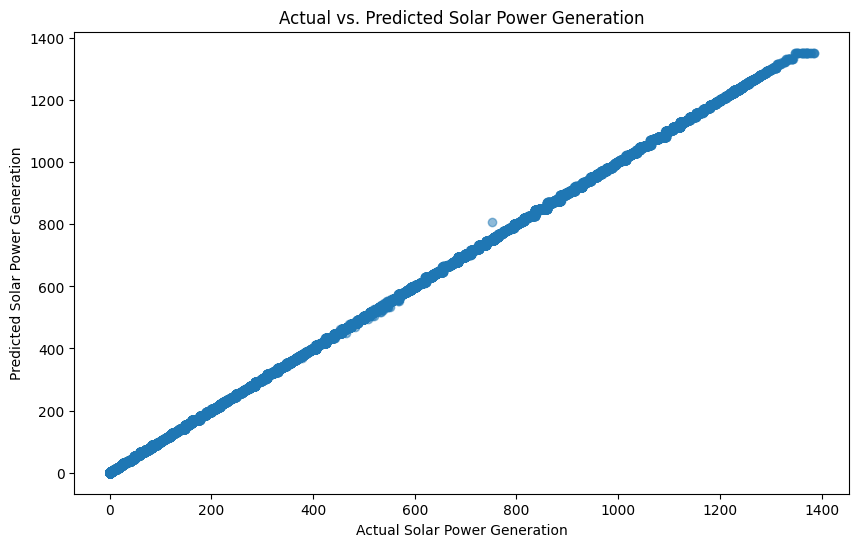 Actual vs. Predicted Solar Power Generation
Predicted Solar Power Generation
1400
1200
1000
800
600
400
200
0
0 200 400 600 800 1000 1200 1400
Actual Solar Power Generation